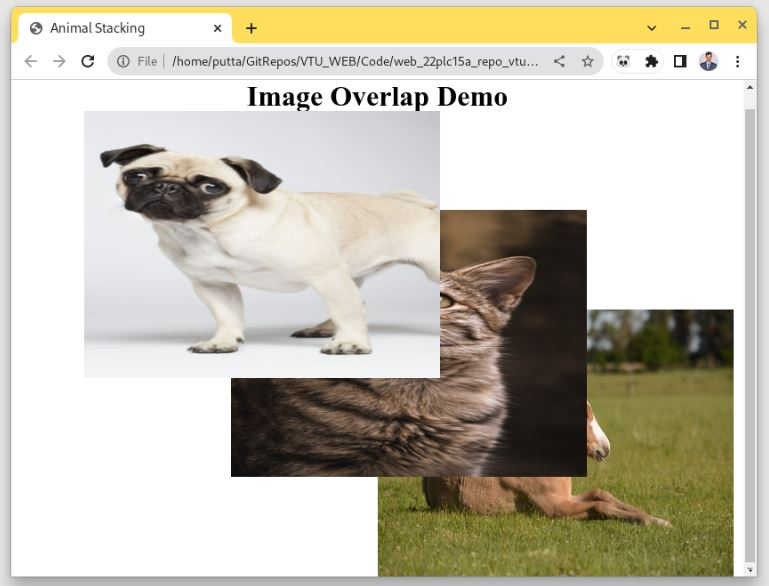 Animal Stacking
File /home/putta/GitRepos/VTU_WEB/Code/web_22plc15a_repo_vtu...
Image Overlap Demo